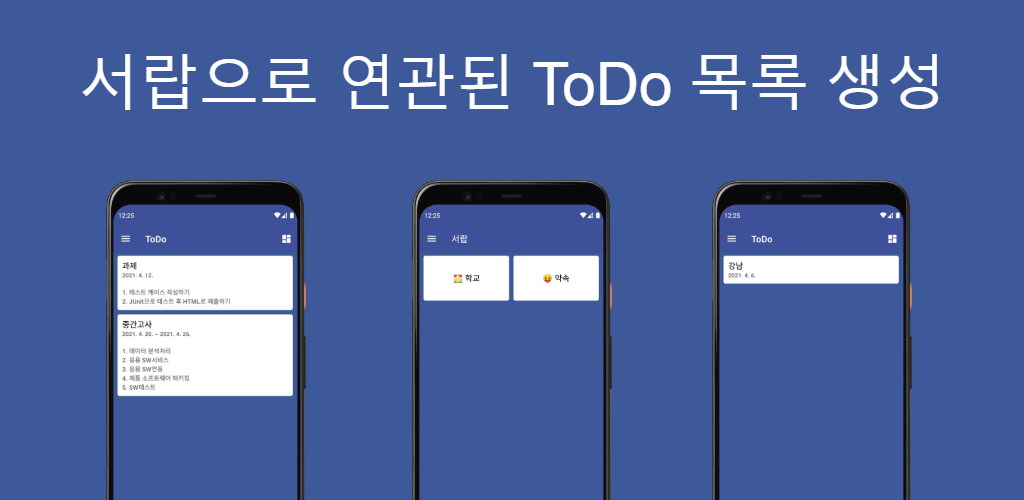 서랍으로 연관된 ToDo 목록 생성
12:25
ToDo
과제
2021. 4. 12.
1. 테스트 케이스 작성하기
2. JUnit으로 테스트 후 HTML로 제출하기
중간고사
2021. 4. 20. ~ 2021. 4. 26.
1. 데이터 분석처리
2. 응용 SW서비스
3. 응용 SW연동
4. 제품 소프트웨어 패키징
5. SW테스트
12:25
서랍
🏫 학교
😝 약속
12:25
ToDo
강남
2021. 4. 6.